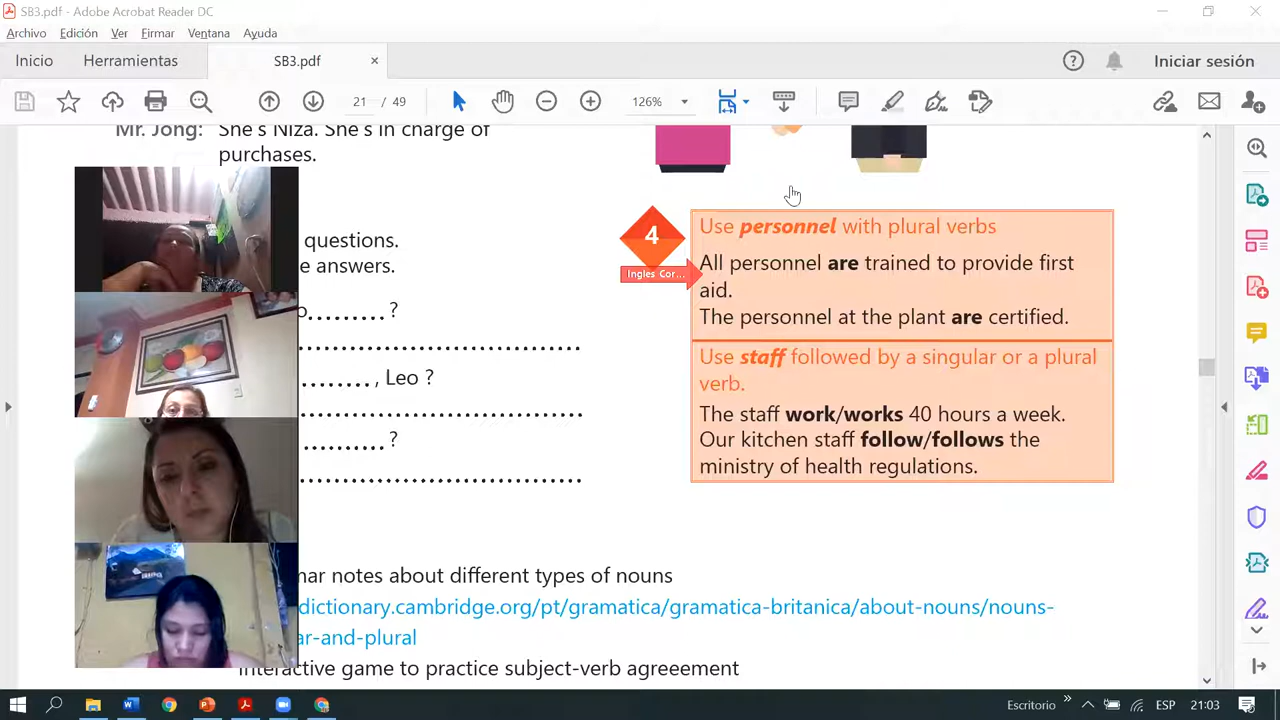 SB3.pdf - Adobe Acrobat Reader DC
Archivo Edición Ver Firmar Ventana Ayuda
Inicio Herramientas SB3.pdf × Iniciar sesión
21 / 49 126%
Mr. Jong: She's Niza. She's in charge of
purchases.
questions.
e answers.
o.........?
........................................
........., Leo ?
........................................
.........?
........................................
4
Ingles Cor...
Use personnel with plural verbs
All personnel are trained to provide first
aid.
The personnel at the plant are certified.
Use staff followed by a singular or a plural
verb.
The staff work/works 40 hours a week.
Our kitchen staff follow/follows the
ministry of health regulations.
mar notes about different types of nouns
dictionary.cambridge.org/pt/gramatica/gramatica-britanica/about-nouns/nouns-
ar-and-plural
Interactive game to practice subject-verb agreeement
Escritorio » ESP 21:03